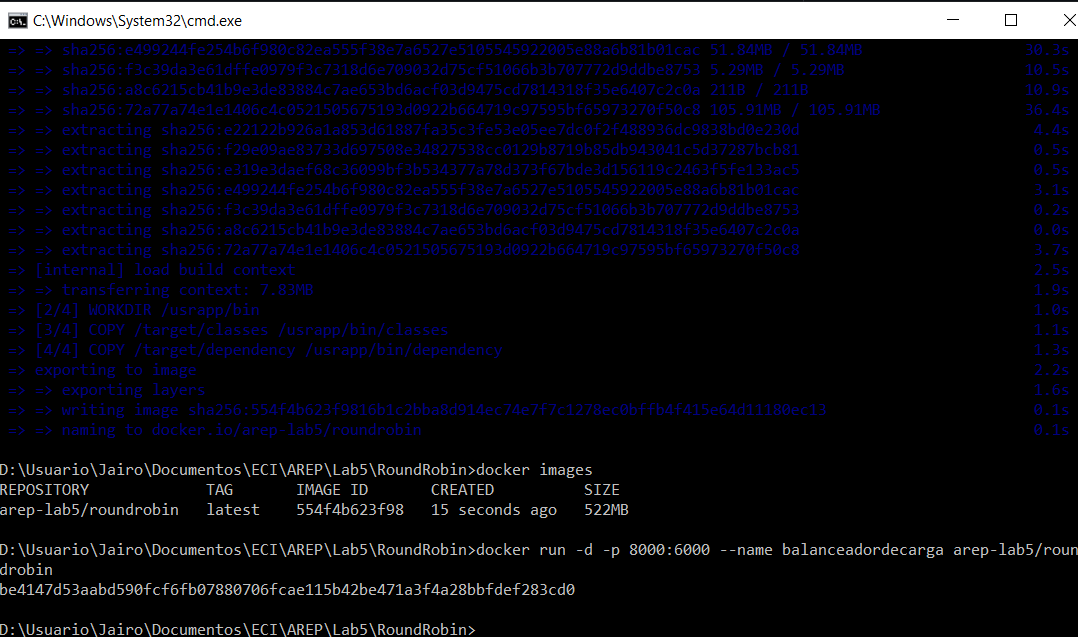 C:\Windows\System32\cmd.exe
=> => sha256:e499244fe254b6f980c82ea555f38e7a6527e5105545922005e88a6b81b01cac 51.84MB / 51.84MB 30.3s
=> => sha256:f3c39da3e61dffe0979f3c7318d6e709032d75cf51066b3b707772d9ddbe8753 5.29MB / 5.29MB 10.5s
=> => sha256:a8c6215cb41b9e3de83884c7ae653bd6acf03d9475cd7814318f35e6407c2c0a 211B / 211B 10.9s
=> => sha256:72a77a74e1e1406c4c0521505675193d0922b664719c97595bf65973270f50c8 105.91MB / 105.91MB 36.4s
=> => extracting sha256:e22122b926a1a853d61887fa35c3fe53e05ee7dc0f2f488936dc9838bd0e230d 4.4s
=> => extracting sha256:f29e09ae83733d697508e34827538cc0129b8719b85db943041c5d37287bcb81 0.5s
=> => extracting sha256:e319e3daef68c36099bf3b534377a78d373f67bde3d156119c2463f5fe133ac5 0.5s
=> => extracting sha256:e499244fe254b6f980c82ea555f38e7a6527e5105545922005e88a6b81b01cac 3.1s
=> => extracting sha256:f3c39da3e61dffe0979f3c7318d6e709032d75cf51066b3b707772d9ddbe8753 0.2s
=> => extracting sha256:a8c6215cb41b9e3de83884c7ae653bd6acf03d9475cd7814318f35e6407c2c0a 0.0s
=> => extracting sha256:72a77a74e1e1406c4c0521505675193d0922b664719c97595bf65973270f50c8 3.7s
=> [internal] load build context 2.5s
=> => transferring context: 7.83MB 1.9s
=> [2/4] WORKDIR /usrapp/bin 1.0s
=> [3/4] COPY /target/classes /usrapp/bin/classes 1.1s
=> [4/4] COPY /target/dependency /usrapp/bin/dependency 1.3s
=> exporting to image 2.2s
=> => exporting layers 1.6s
=> => writing image sha256:554f4b623f9816b1c2bba8d914ec74e7f7c1278ec0bffb4f415e64d11180ec13 0.1s
=> => naming to docker.io/arep-lab5/roundrobin 0.1s
D:\Usuario\Jairo\Documentos\ECI\AREP\Lab5\RoundRobin>docker images
REPOSITORY TAG IMAGE ID CREATED SIZE
arep-lab5/roundrobin latest 554f4b623f98 15 seconds ago 522MB
D:\Usuario\Jairo\Documentos\ECI\AREP\Lab5\RoundRobin>docker run -d -p 8000:6000 --name balanceadordecarga arep-lab5/roun
drobin
be4147d53aabd590fcf6fb07880706fcae115b42be471a3f4a28bbfdef283cd0
D:\Usuario\Jairo\Documentos\ECI\AREP\Lab5\RoundRobin>